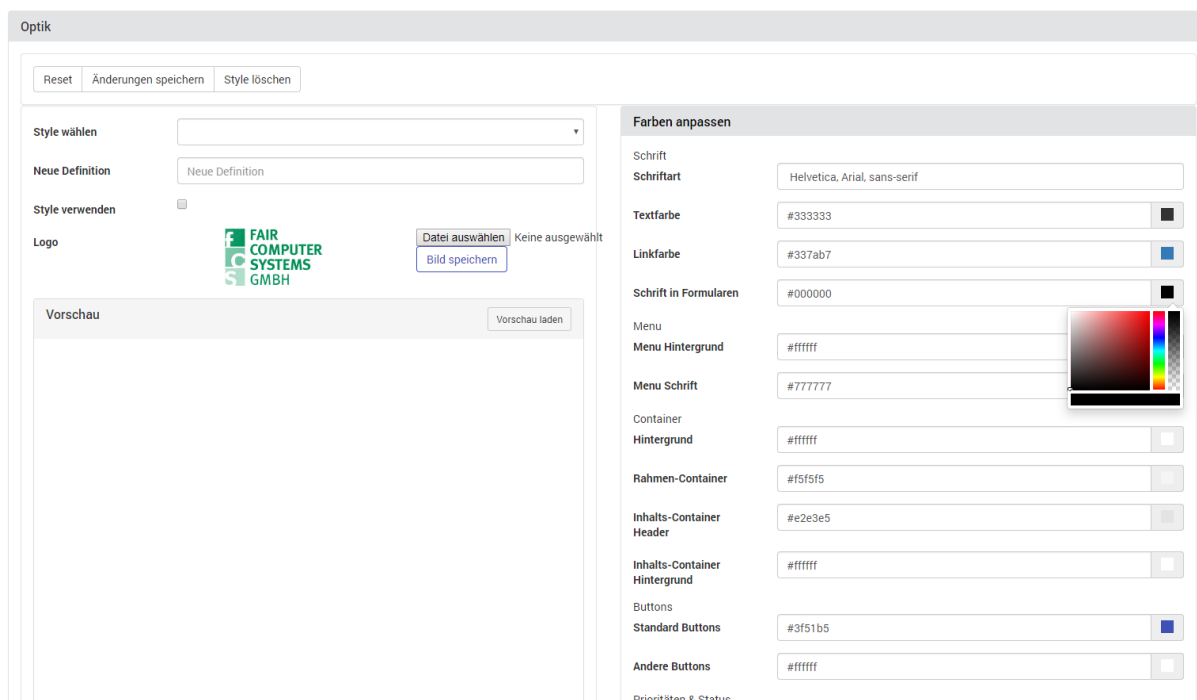 Optik
Reset Änderungen speichern Style löschen
Style wählen
Neue Definition Neue Definition
Style verwenden
Logo
f FAIR
COMPUTER
C SYSTEMS
S GMBH
Datei auswählen Keine ausgewählt
Bild speichern
Vorschau Vorschau laden
Farben anpassen
Schrift
Schriftart Helvetica, Arial, sans-serif
Textfarbe #333333
Linkfarbe #337ab7
Schrift in Formularen #000000
Menu
Menu Hintergrund #ffffff
Menu Schrift #777777
Container
Hintergrund #ffffff
Rahmen-Container #f5f5f5
Inhalts-Container
Header #e2e3e5
Inhalts-Container
Hintergrund #ffffff
Buttons
Standard Buttons #3f51b5
Andere Buttons #ffffff
Prioritäten & Status